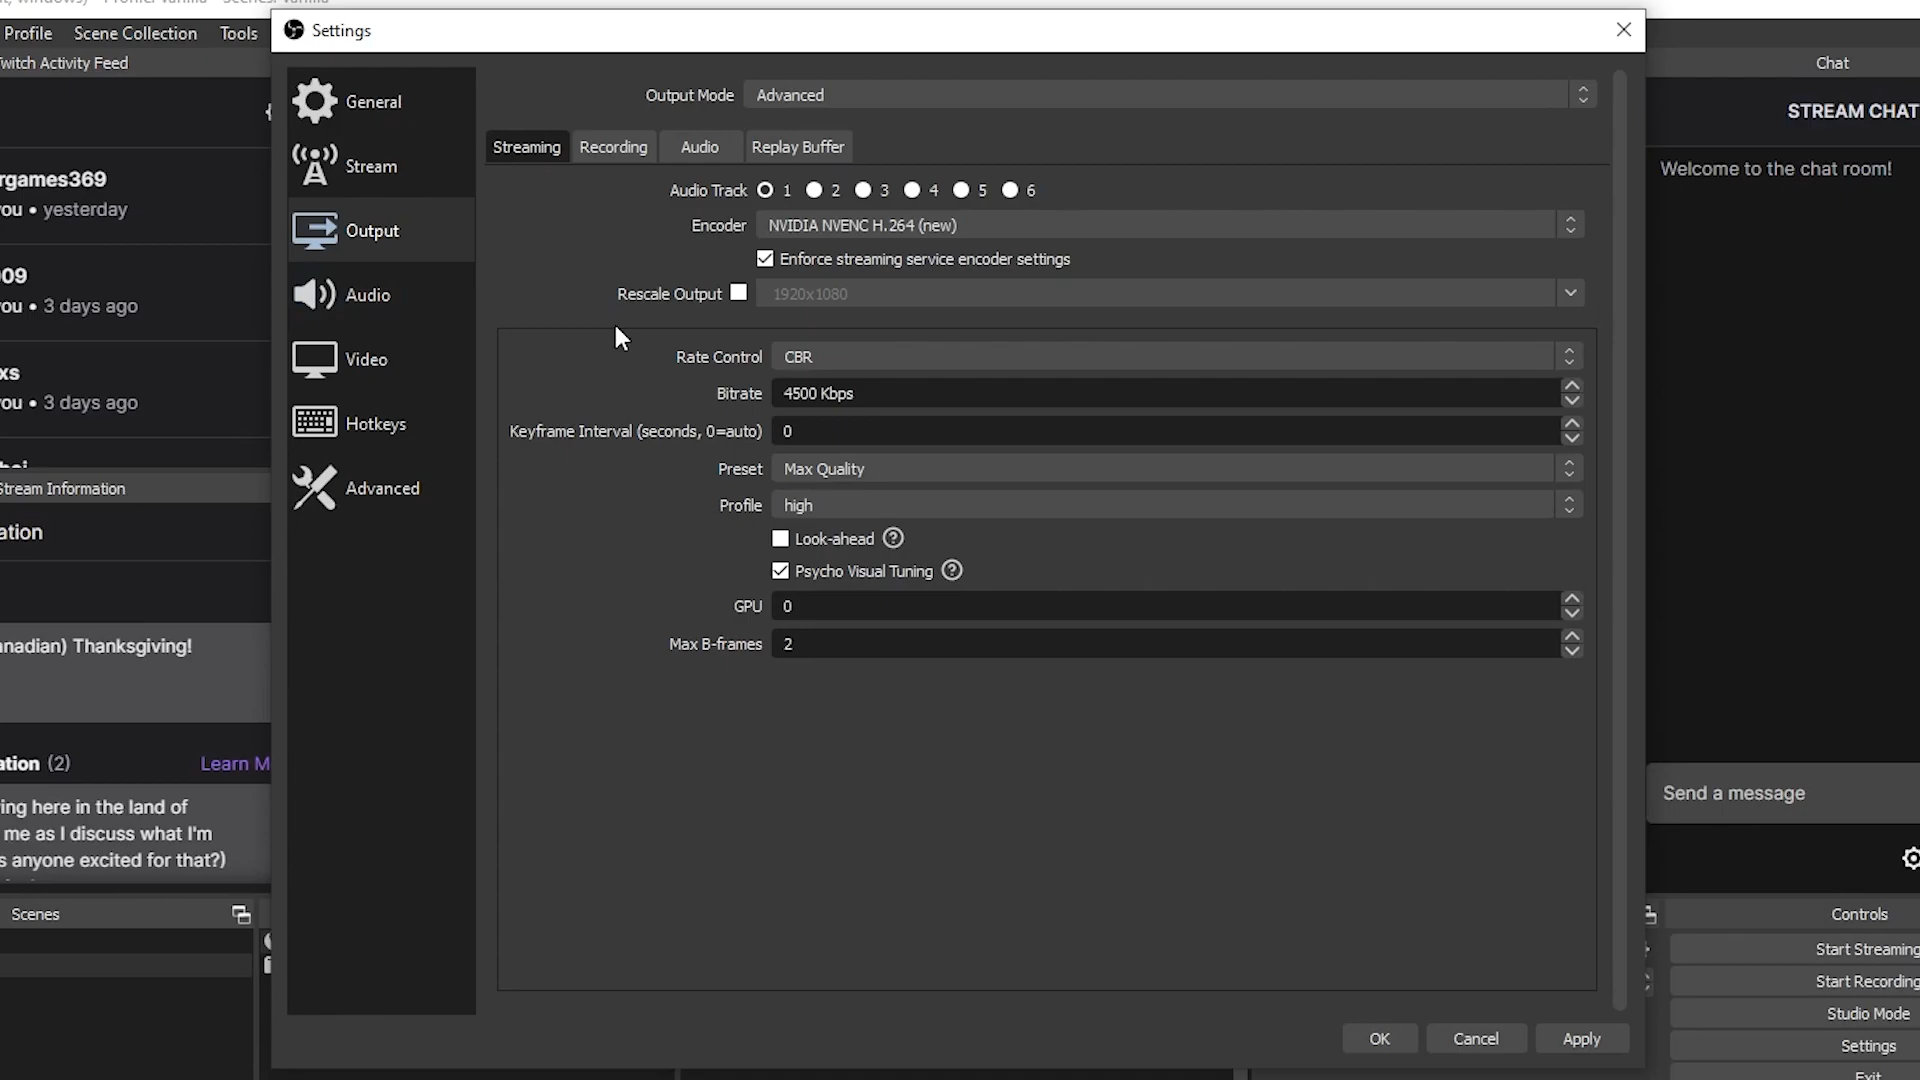 Settings
Profile Scene Collection Tools
Twitch Activity Feed
rgames369
you • yesterday
09
you • 3 days ago
xs
you • 3 days ago
Stream Information
ation
anadian) Thanksgiving!
ation (2) Learn M
ing here in the land of
me as I discuss what I'm
s anyone excited for that?)
Scenes
General
Stream
Output
Audio
Video
Hotkeys
Advanced
Output Mode Advanced
Streaming Recording Audio Replay Buffer
Audio Track 1 2 3 4 5 6
Encoder NVIDIA NVENC H.264 (new)
Enforce streaming service encoder settings
Rescale Output 1920x1080
Rate Control CBR
Bitrate 4500 Kbps
Keyframe Interval (seconds, 0=auto) 0
Preset Max Quality
Profile high
Look-ahead ?
Psycho Visual Tuning ?
GPU 0
Max B-frames 2
OK Cancel Apply
Chat
STREAM CHAT
Welcome to the chat room!
Send a message
Controls
Start Streaming
Start Recording
Studio Mode
Settings
Exit